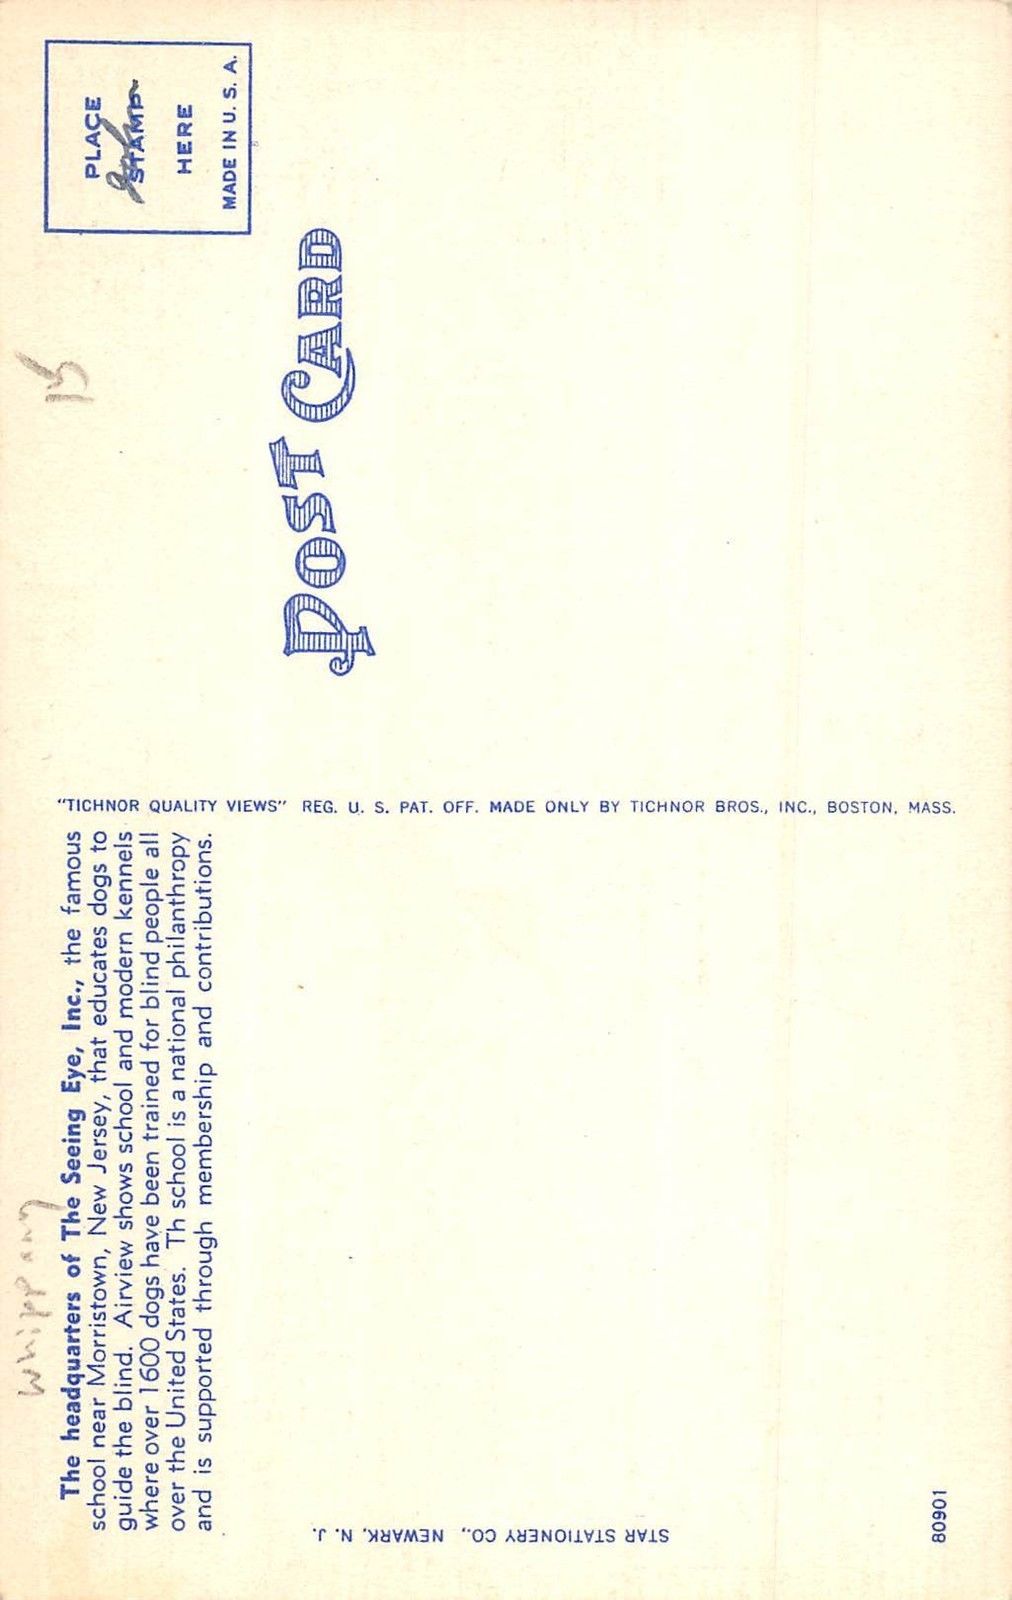 Whippany
The headquarters of The Seeing Eye, Inc., the famous
school near Morristown, New Jersey, that educates dogs to
guide the blind. Airview shows school and modern kennels
where over 1600 dogs have been trained for blind people all
over the United States. Th school is a national philanthropy
and is supported through membership and contributions.
STAR STATIONERY CO., NEWARK, N. J.
80901
"TICHNOR QUALITY VIEWS" REG. U. S. PAT. OFF. MADE ONLY BY TICHNOR BROS., INC., BOSTON, MASS.
15
POST CARD
PLACE
STAMP
HERE
MADE IN U. S. A.